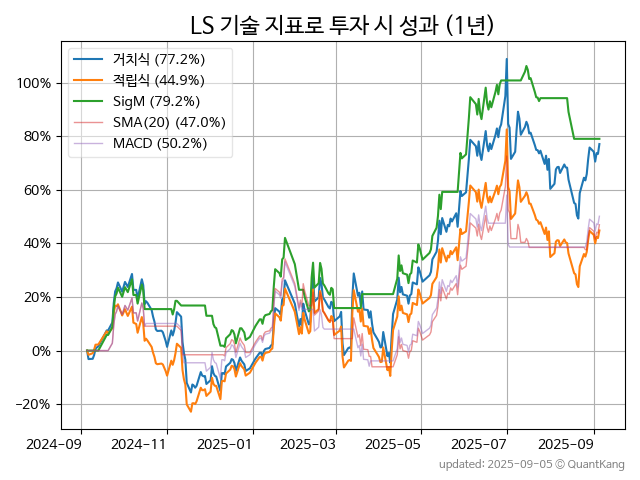 LS 기술 지표로 투자 시 성과 (1년)
거치식 (77.2%)
적립식 (44.9%)
SigM (79.2%)
SMA(20) (47.0%)
MACD (50.2%)
100%
80%
60%
40%
20%
0%
−20%
2024−09 2024−11 2025−01 2025−03 2025−05 2025−07 2025−09
updated: 2025-09-05 © QuantKang